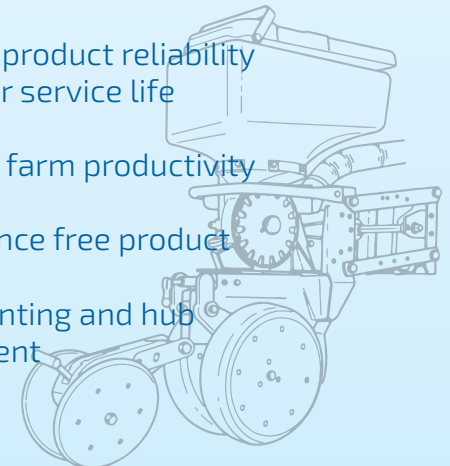 product reliability
r service life
farm productivity
nce free product
nting and hub
ent